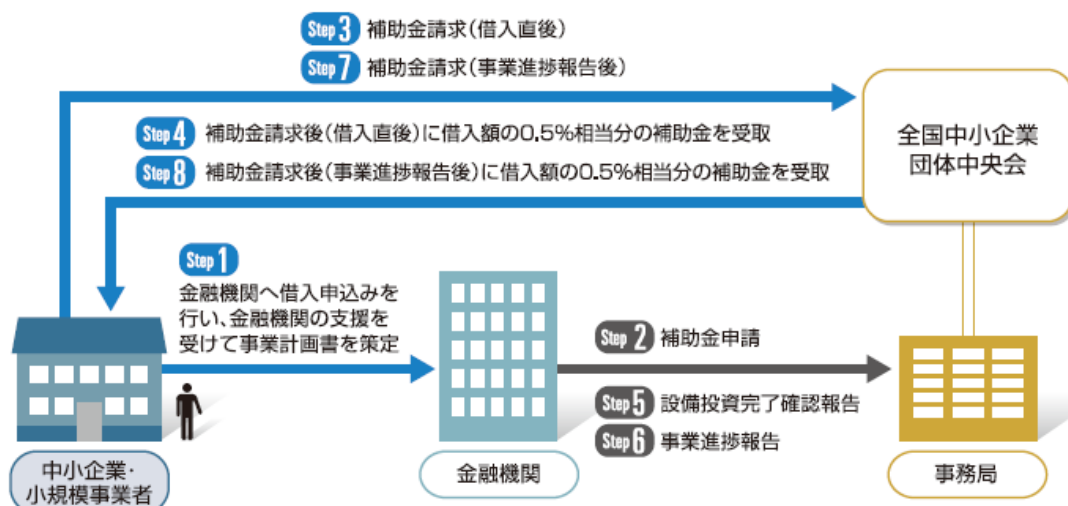 Step 3 補助金請求(借入直後)
Step 7 補助金請求(事業進捗報告後)
Step 4 補助金請求後(借入直後)に借入額の0.5%相当分の補助金を受取
Step 8 補助金請求後(事業進捗報告後)に借入額の0.5%相当分の補助金を受取
全国中小企業
団体中央会
Step 1
金融機関へ借入申込みを
行い、金融機関の支援を
受けて事業計画書を策定
Step 2 補助金申請
Step 5 設備投資完了確認報告
Step 6 事業進捗報告
中小企業・
小規模事業者
金融機関
事務局